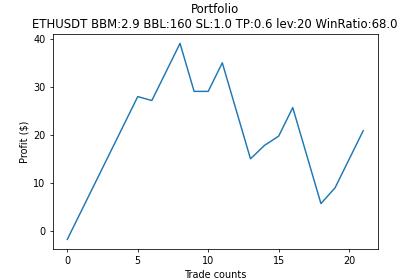 Portfolio
ETHUSDT BBM:2.9 BBL:160 SL:1.0 TP:0.6 lev:20 WinRatio:68.0
40
30
20
10
0
Profit ($)
0 5 10 15 20
Trade counts